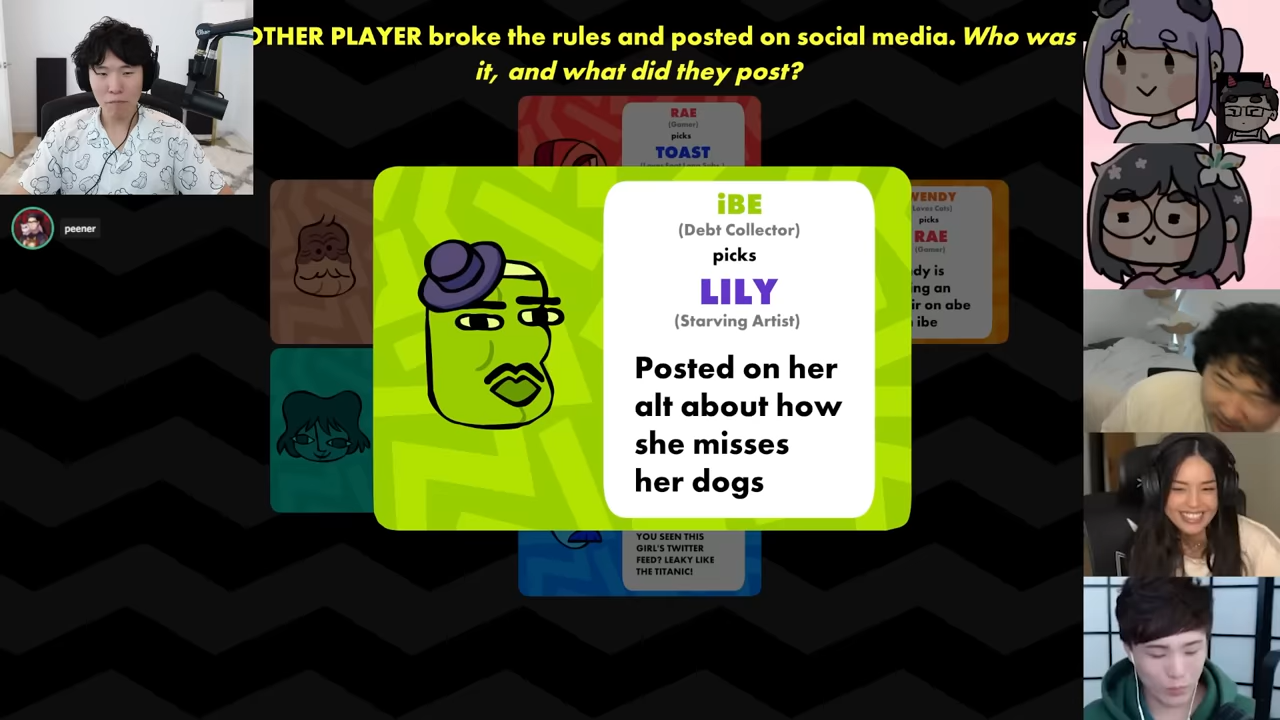 OTHER PLAYER broke the rules and posted on social media. Who was
it, and what did they post?
RAE
(Gamer)
picks
TOAST
iBE
(Debt Collector)
picks
LILY
(Starving Artist)
Posted on her
alt about how
she misses
her dogs
WENDY
Loves Cats)
picks
RAE
(Gamer)
dy is
ng an
ir on abe
ibe
peener
YOU SEEN THIS
GIRL'S TWITTER
FEED? LEAKY LIKE
THE TITANIC!